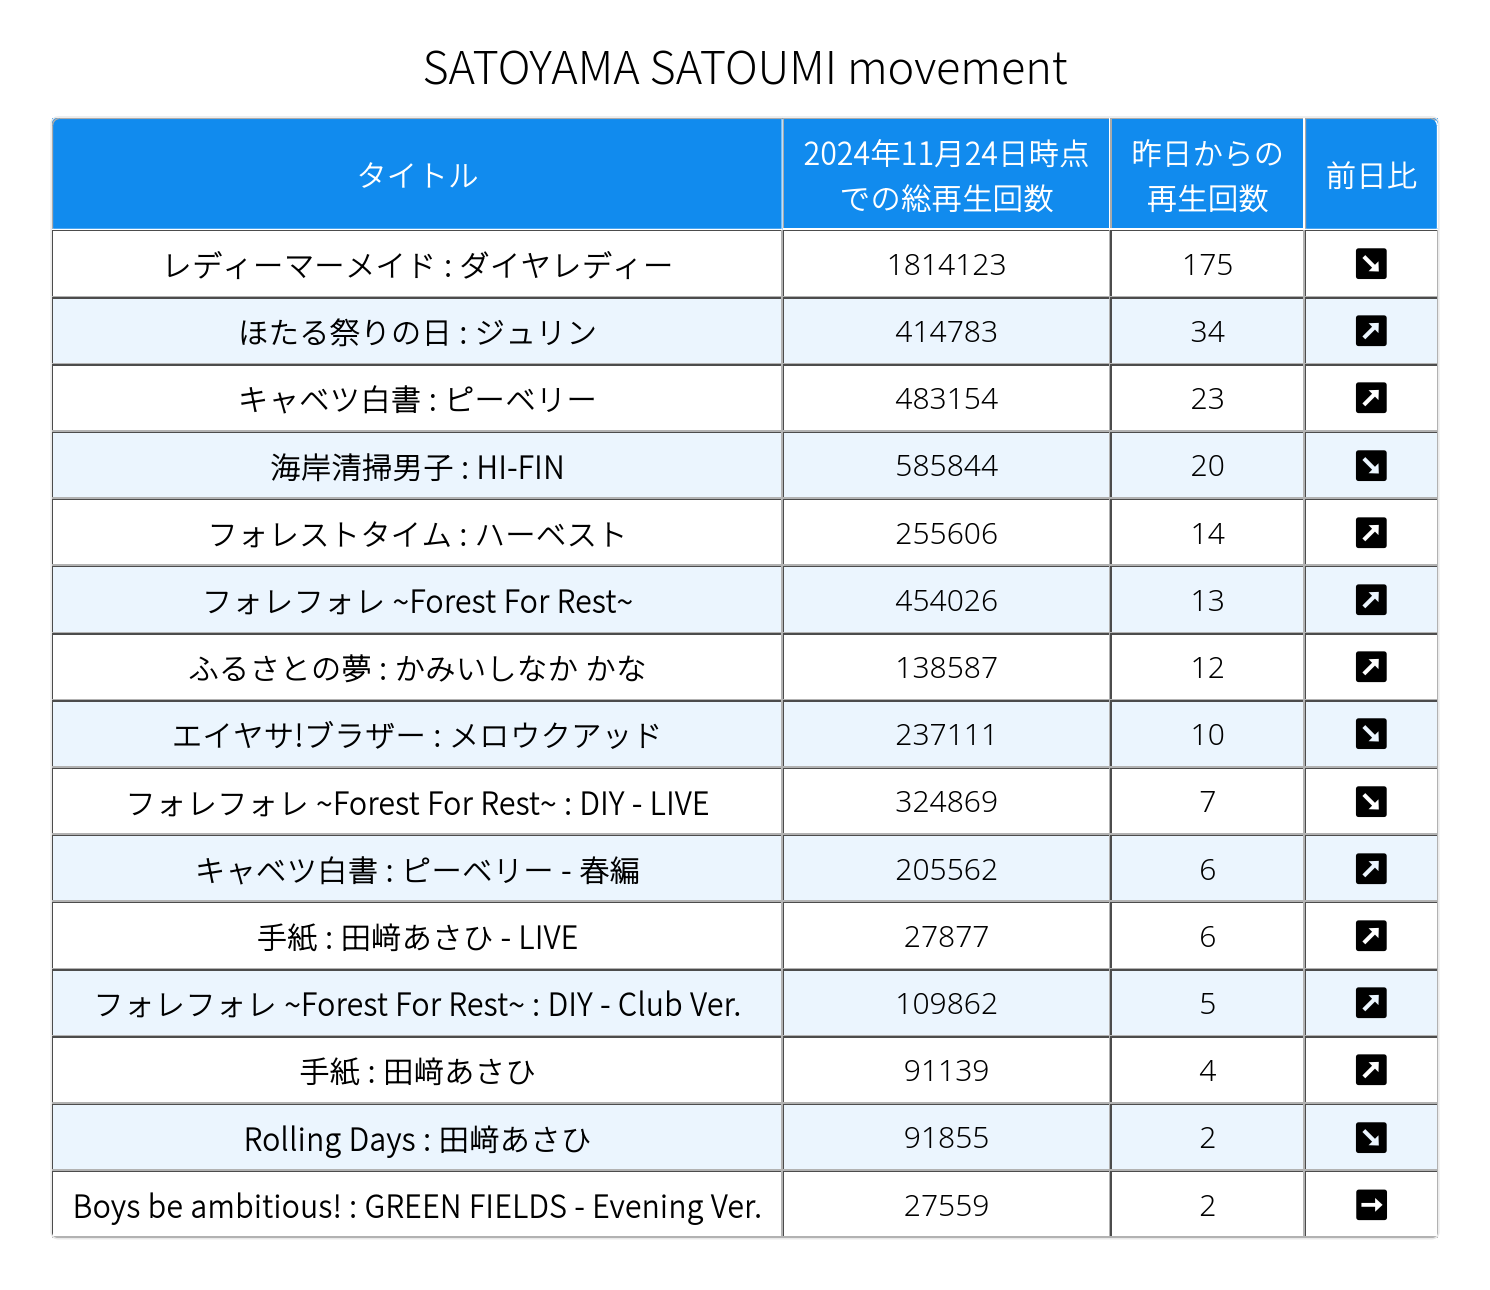 SATOYAMA SATOUMI movement
タイトル 2024年11月24日時点での総再生回数 昨日からの再生回数 前日比
レディーマーメイド : ダイヤレディー 1814123 175 ↘
ほたる祭りの日 : ジュリン 414783 34 ↗
キャベツ白書 : ピーベリー 483154 23 ↗
海岸清掃男子 : HI-FIN 585844 20 ↘
フォレストタイム : ハーベスト 255606 14 ↗
フォレフォレ ~Forest For Rest~ 454026 13 ↗
ふるさとの夢 : かみいしなか かな 138587 12 ↗
エイヤサ!ブラザー : メロウクアッド 237111 10 ↘
フォレフォレ ~Forest For Rest~ : DIY - LIVE 324869 7 ↘
キャベツ白書 : ピーベリー - 春編 205562 6 ↗
手紙 : 田﨑あさひ - LIVE 27877 6 ↗
フォレフォレ ~Forest For Rest~ : DIY - Club Ver. 109862 5 ↗
手紙 : 田﨑あさひ 91139 4 ↗
Rolling Days : 田﨑あさひ 91855 2 ↘
Boys be ambitious! : GREEN FIELDS - Evening Ver. 27559 2 →